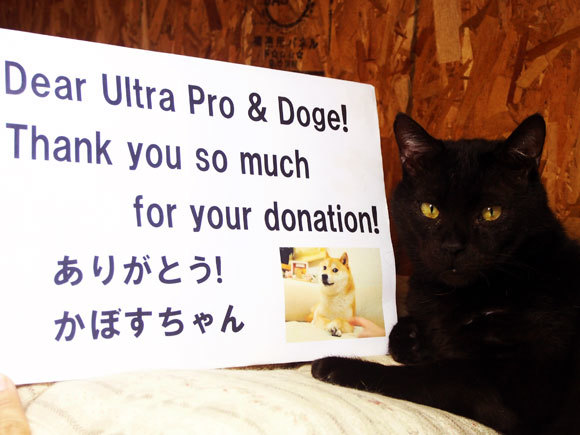 Dear Ultra Pro & Doge!
Thank you so much
for your donation!
ありがとう!
かぼすちゃん